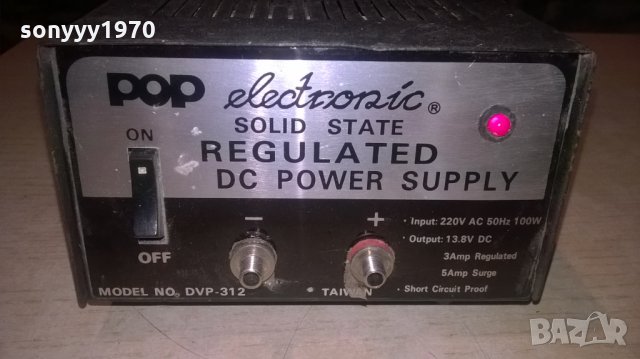 sonyyy1970
POP electronic®
SOLID STATE
REGULATED
DC POWER SUPPLY
ON
OFF
− +
· Input: 220V AC 50Hz 100W
· Output: 13.8V DC
3Amp Regulated
5Amp Surge
· Short Circuit Proof
MODEL NO. DVP-312 · TAIWAN
BAZAR